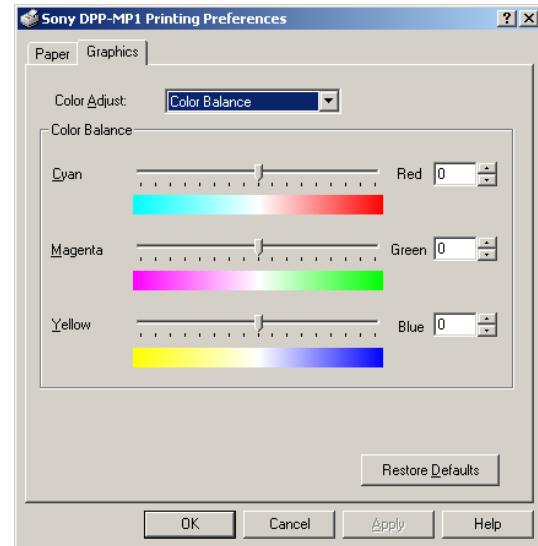 Sony DPP-MP1 Printing Preferences
Paper Graphics
Color Adjust: Color Balance
Color Balance
Cyan Red 0
Magenta Green 0
Yellow Blue 0
Restore Defaults
OK Cancel Apply Help